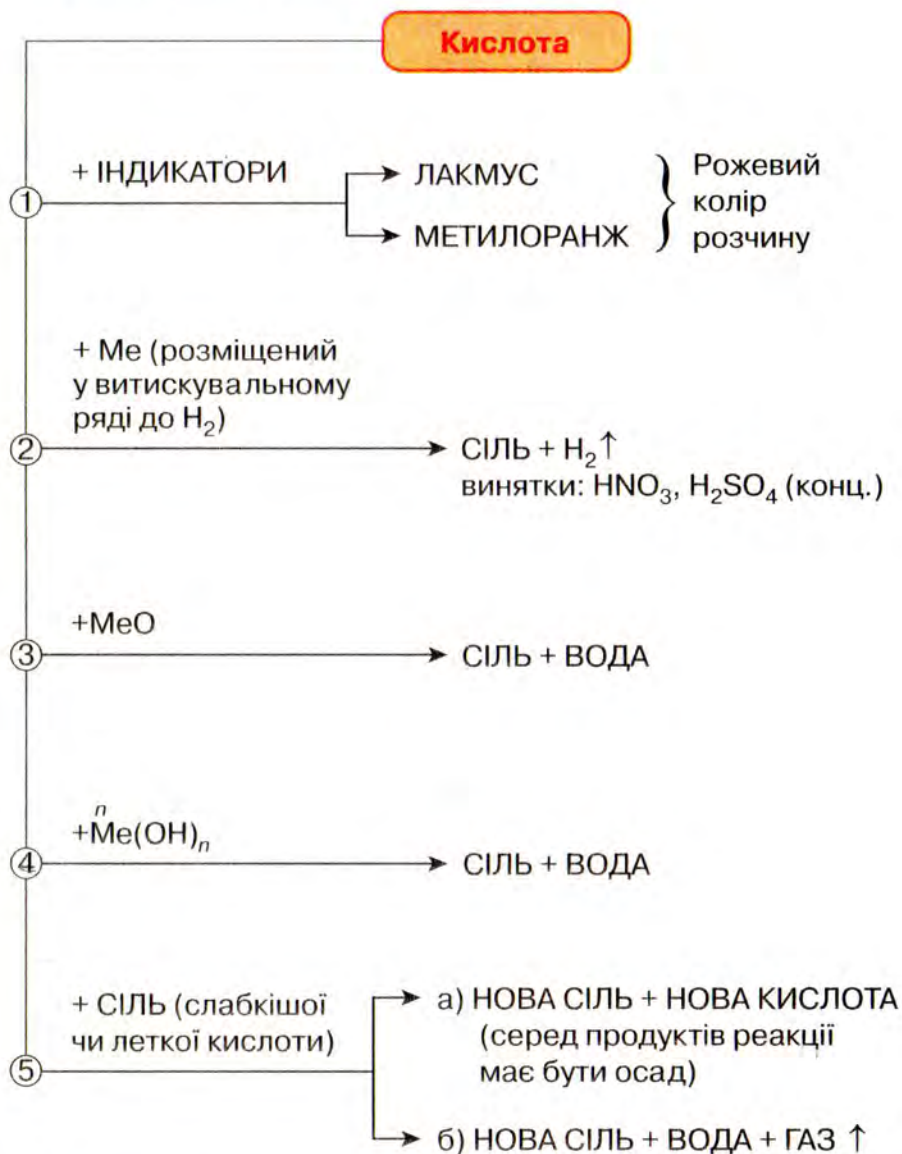 Кислота
+ ІНДИКАТОРИ
ЛАКМУС
МЕТИЛОРАНЖ
Рожевий
колір
розчину
1
+ Me (розміщений
у витискувальному
ряді до H₂)
2
СІЛЬ + H₂↑
винятки: HNO₃, H₂SO₄ (конц.)
+MeO
3
СІЛЬ + ВОДА
n
+Me(OH)ₙ
4
СІЛЬ + ВОДА
+ СІЛЬ (слабкішої
чи леткої кислоти)
5
а) НОВА СІЛЬ + НОВА КИСЛОТА
(серед продуктів реакції
має бути осад)
б) НОВА СІЛЬ + ВОДА + ГАЗ ↑